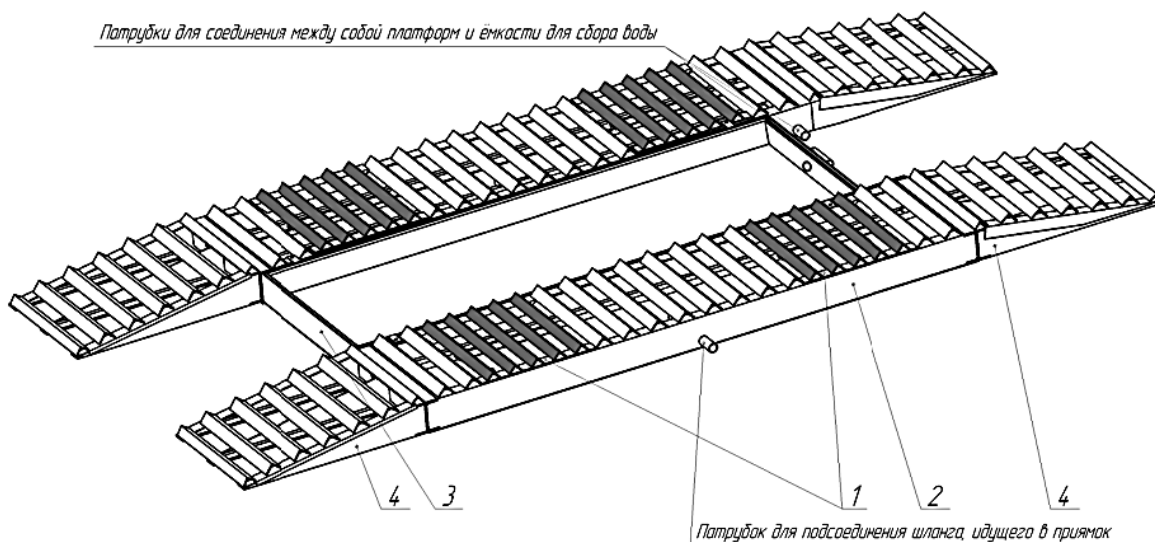 Патрубки для соединения между собой платформ и ёмкости для сбора воды
4 3 1 2 4
Патрубок для подсоединения шланга, идущего в приямок